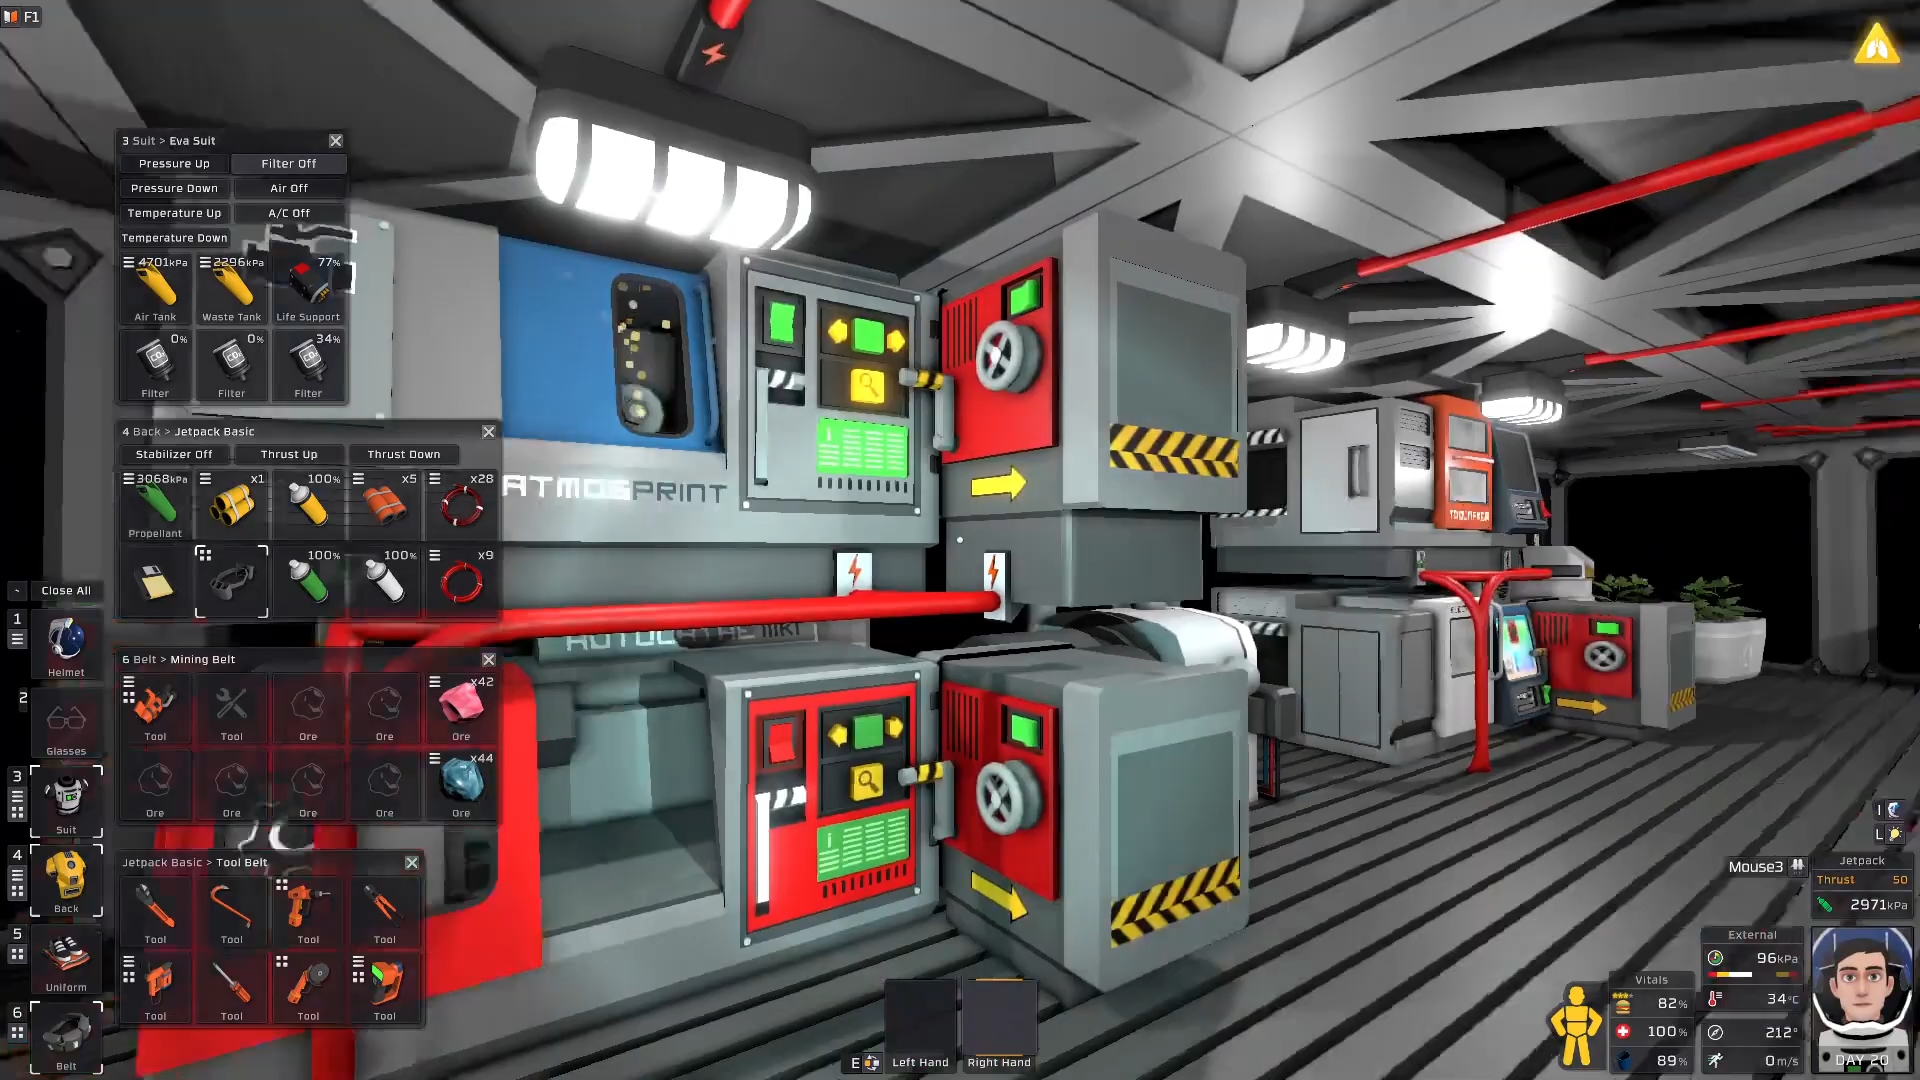 F1
3 Suit > Eva Suit
Pressure Up
Filter Off
Pressure Down
Air Off
Temperature Up
A/C Off
Temperature Down
4701kPa
2296kPa
77%
Air Tank
Waste Tank
Life Support
0%
0%
34%
Filter
Filter
Filter
4 Back > Jetpack Basic
Stabilizer Off
Thrust Up
Thrust Down
3068kPa
x1
100%
x5
x28
Propellant
100%
100%
x9
~
Close All
1
Helmet
2
Glasses
3
Suit
4
Back
5
Uniform
6
Belt
6 Belt > Mining Belt
x42
Tool
Tool
Ore
Ore
Ore
x44
Ore
Ore
Ore
Ore
Ore
Jetpack Basic > Tool Belt
Tool
Tool
Tool
Tool
Tool
Tool
Tool
Tool
ATMOSPRINT
TOOLMAKER
E
Left Hand
Right Hand
I
L
Mouse3
Jetpack
Thrust 50
2971kPa
External
96kPa
34°C
212°
0m/s
Vitals
82%
100%
89%
DAY 20